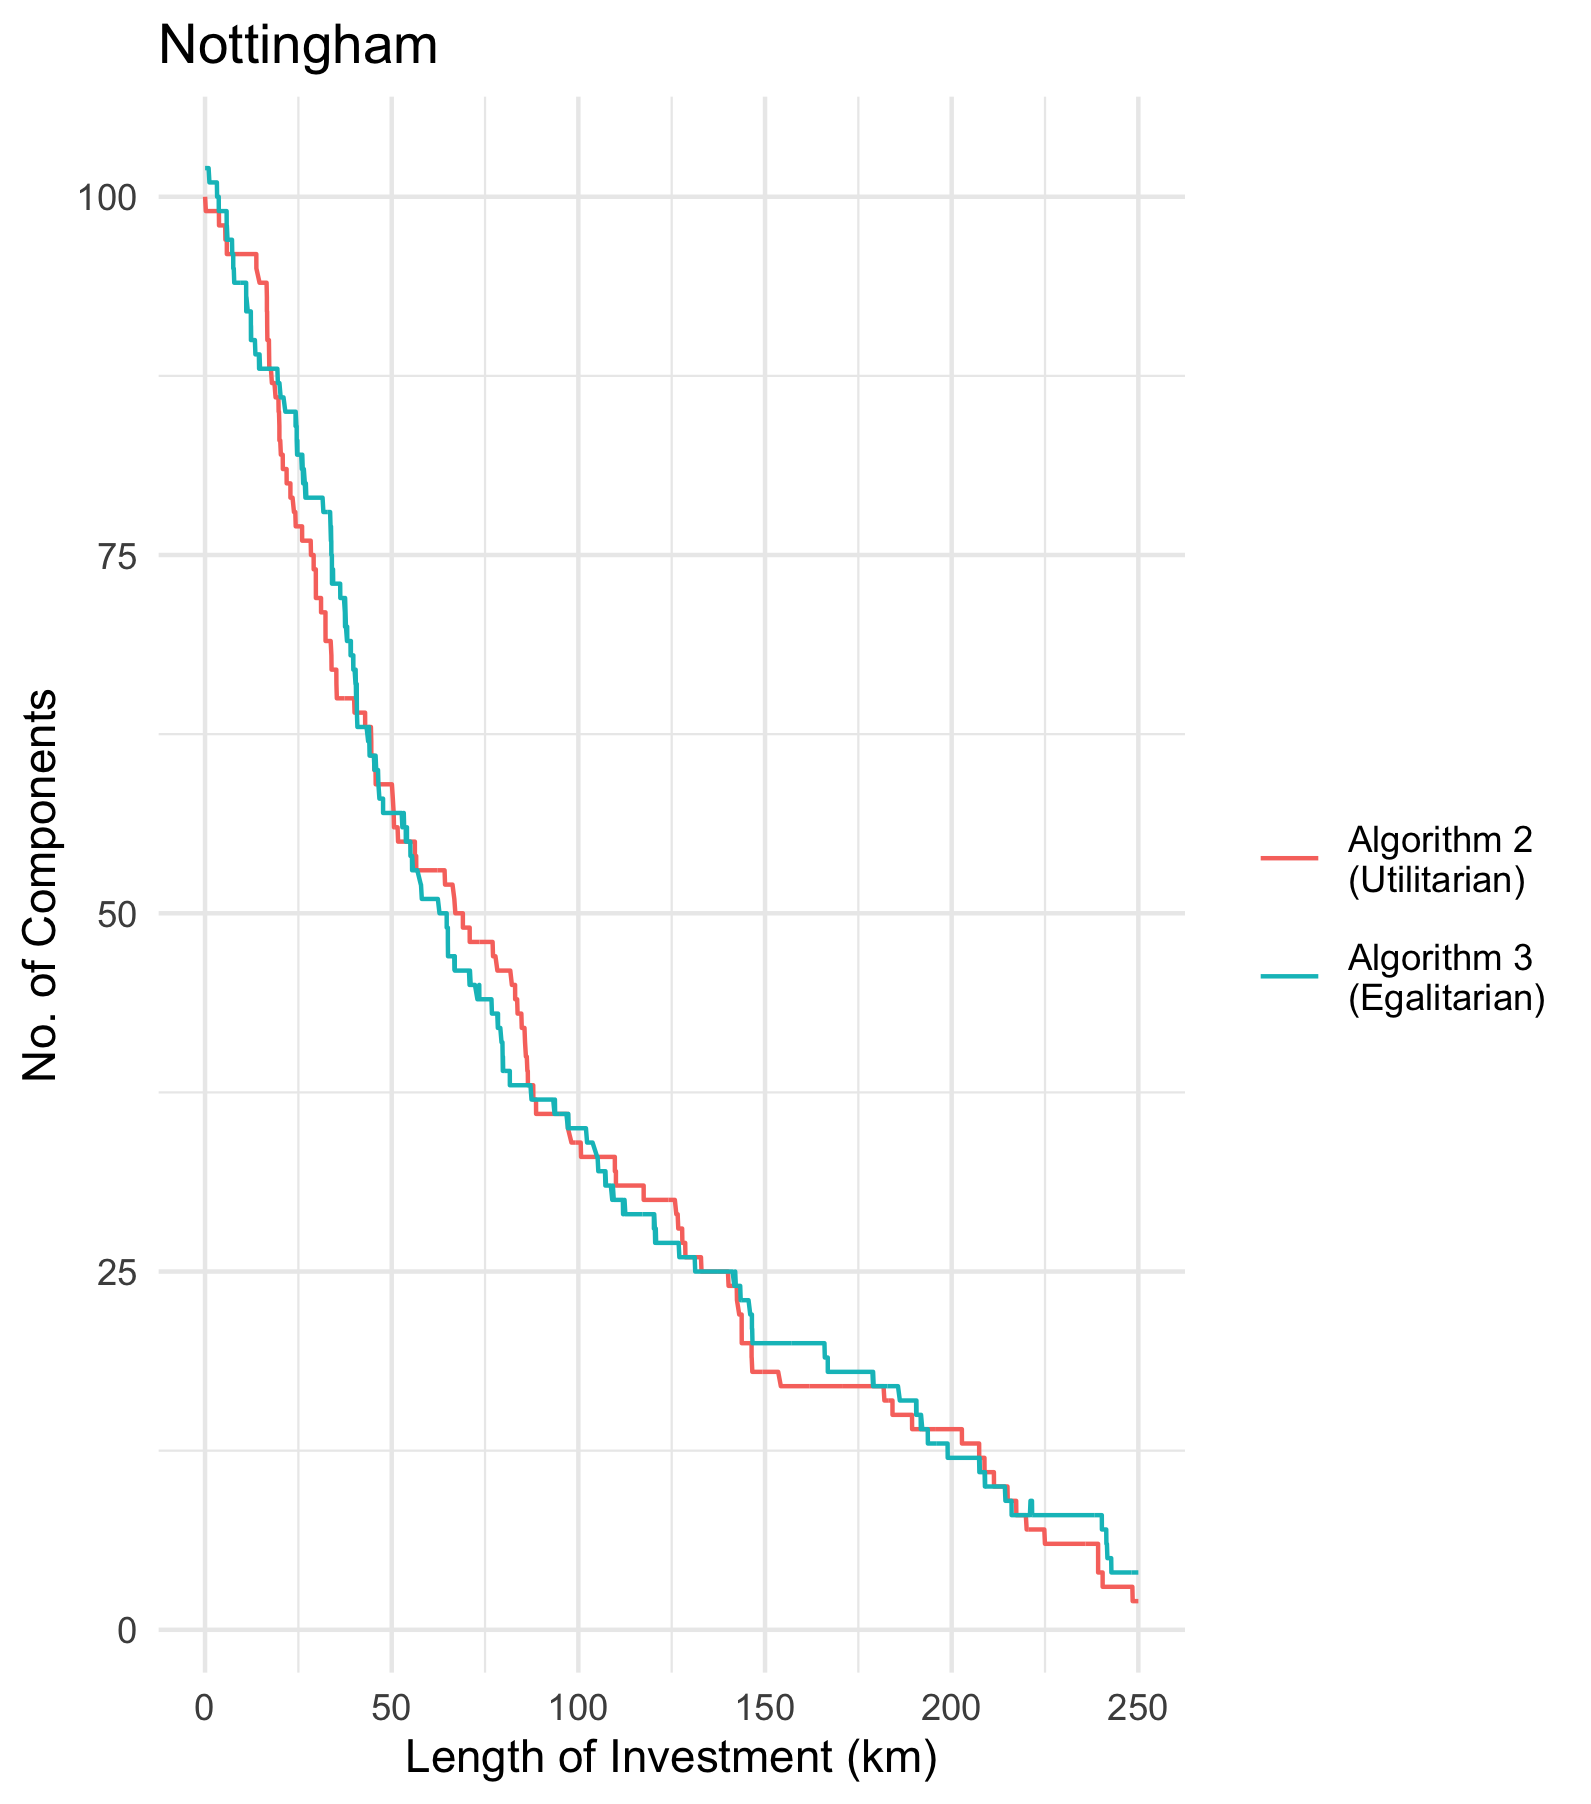 Nottingham
100
75
50
25
0
No. of Components
0
50
100
150
200
250
Length of Investment (km)
Algorithm 2
(Utilitarian)
Algorithm 3
(Egalitarian)